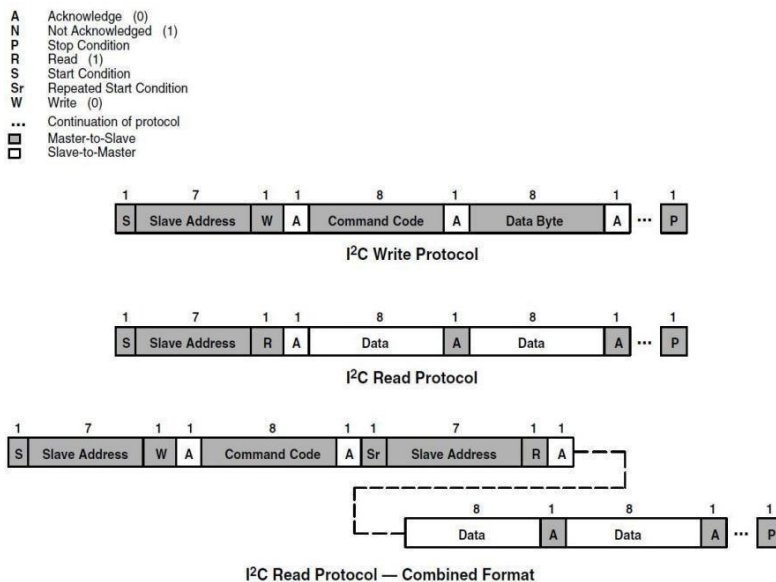 A Acknowledge (0)
N Not Acknowledged (1)
P Stop Condition
R Read (1)
S Start Condition
Sr Repeated Start Condition
W Write (0)
... Continuation of protocol
Master-to-Slave
Slave-to-Master
1 7 1 1 8 1 8 1 1
S Slave Address W A Command Code A Data Byte A ... P
I²C Write Protocol
1 7 1 1 8 1 8 1 1
S Slave Address R A Data A Data A ... P
I²C Read Protocol
1 7 1 1 8 1 1 7 1 1
S Slave Address W A Command Code A Sr Slave Address R A
8 1 8 1 1
Data A Data A ... P
I²C Read Protocol — Combined Format